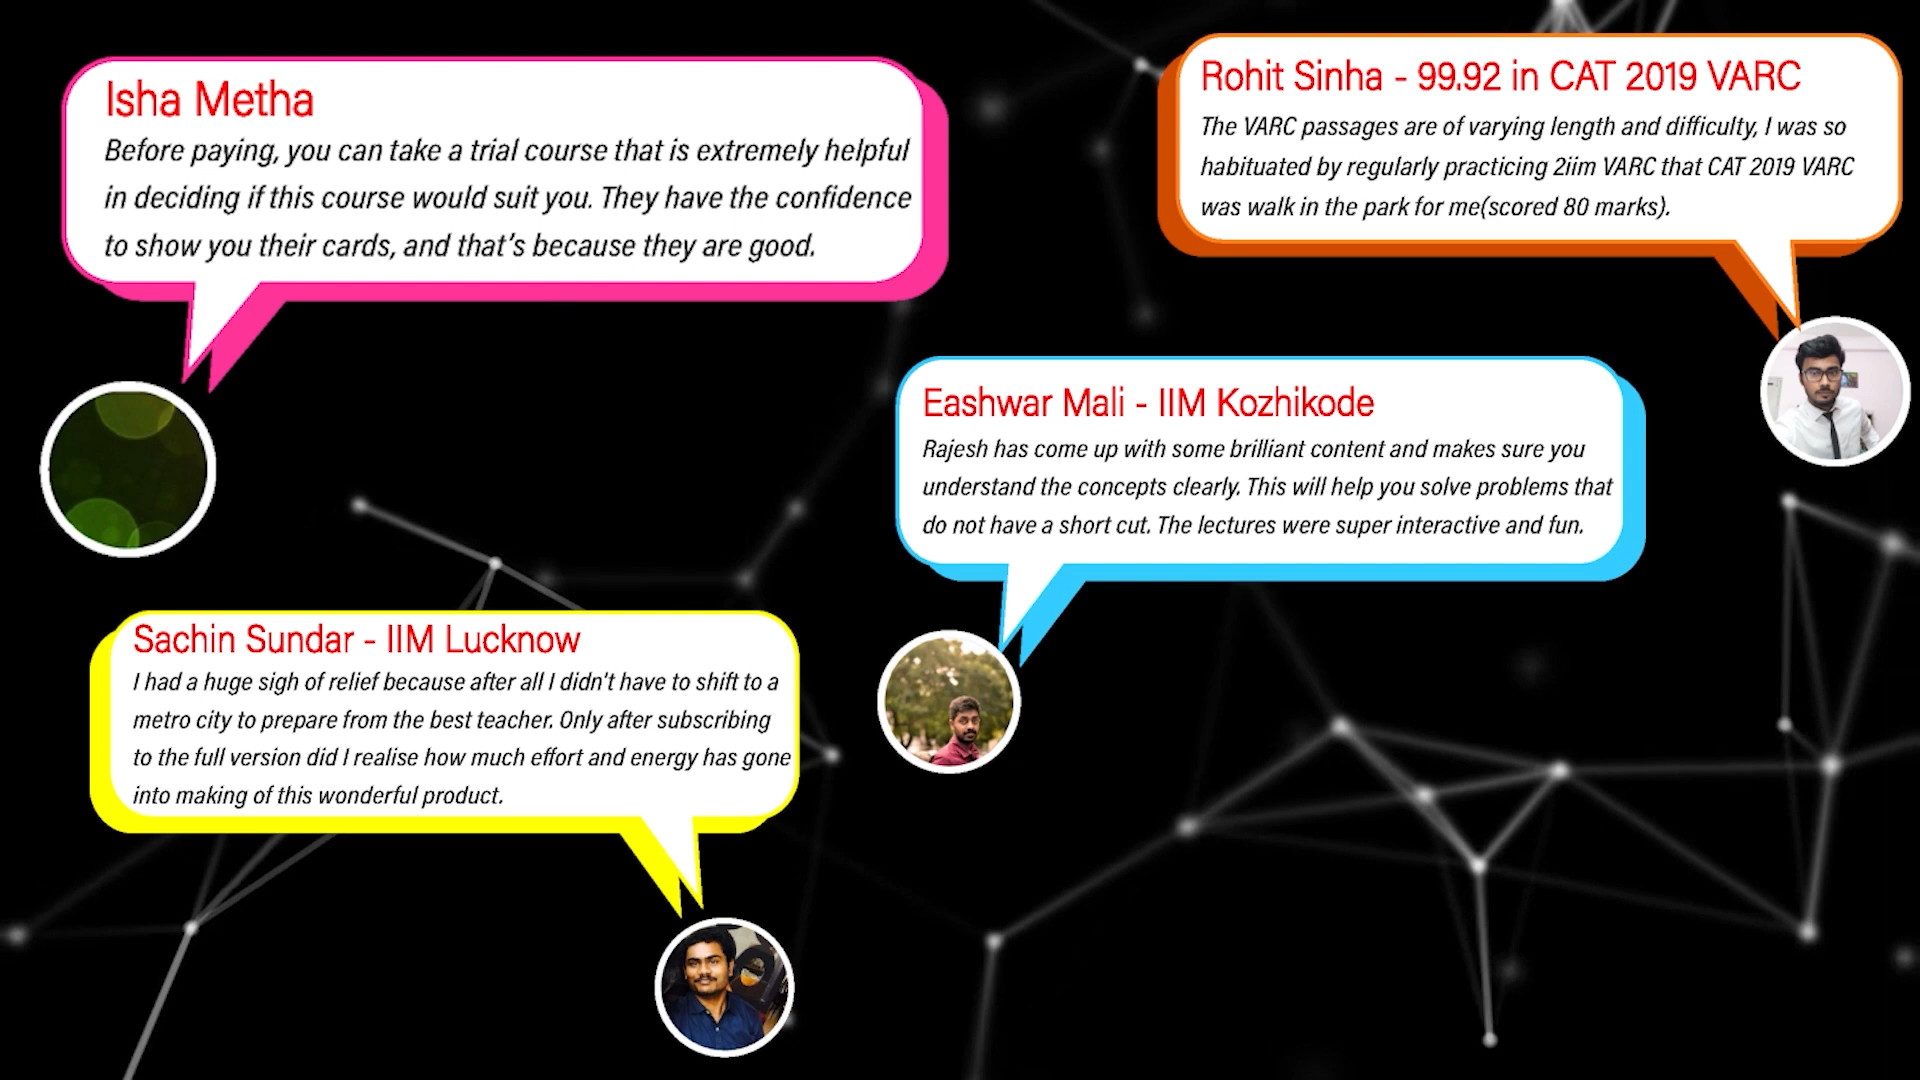 Isha Metha
Before paying, you can take a trial course that is extremely helpful
in deciding if this course would suit you. They have the confidence
to show you their cards, and that's because they are good.
Rohit Sinha - 99.92 in CAT 2019 VARC
The VARC passages are of varying length and difficulty, I was so
habituated by regularly practicing 2iim VARC that CAT 2019 VARC
was walk in the park for me(scored 80 marks).
Eashwar Mali - IIM Kozhikode
Rajesh has come up with some brilliant content and makes sure you
understand the concepts clearly. This will help you solve problems that
do not have a short cut. The lectures were super interactive and fun.
Sachin Sundar - IIM Lucknow
I had a huge sigh of relief because after all I didn't have to shift to a
metro city to prepare from the best teacher. Only after subscribing
to the full version did I realise how much effort and energy has gone
into making of this wonderful product.